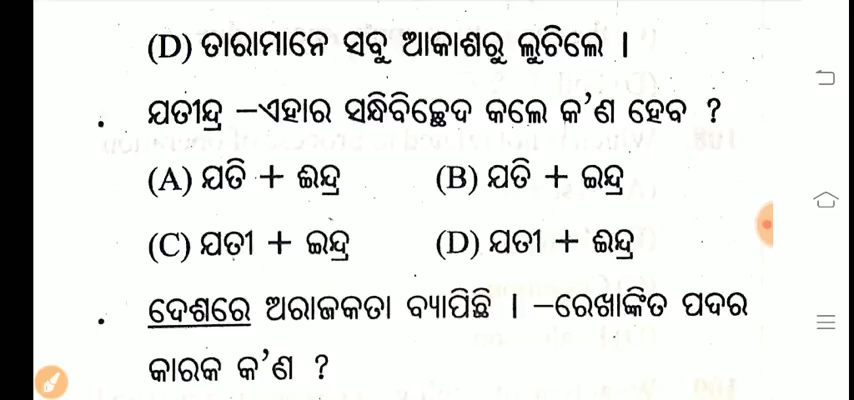 (D) ତାରାମାନେ ସବୁ ଆକାଶରୁ ଲୁଚିଲେ ।
. ଯତୀନ୍ଦ୍ର –ଏହାର ସନ୍ଧିବିଚ୍ଛେଦ କଲେ କ’ଣ ହେବ ?
(A) ଯତି + ଈନ୍ଦ୍ର (B) ଯତି + ଇନ୍ଦ୍ର
(C) ଯତୀ + ଇନ୍ଦ୍ର (D) ଯତୀ + ଈନ୍ଦ୍ର
. ଦେଶରେ ଅରାଜକତା ବ୍ୟାପିଛି । –ରେଖାଙ୍କିତ ପଦର
କାରକ କ’ଣ ?